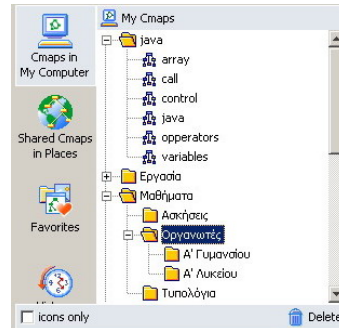 My Cmaps
Cmaps in
My Computer
Shared Cmaps
in Places
Favorites
java
array
call
control
java
opperators
variables
Εργασία
Μαθήματα
Ασκήσεις
Οργανωτές
Α' Γυμανσίου
Α' Λυκείου
Τυπολόγια
icons only
Delete